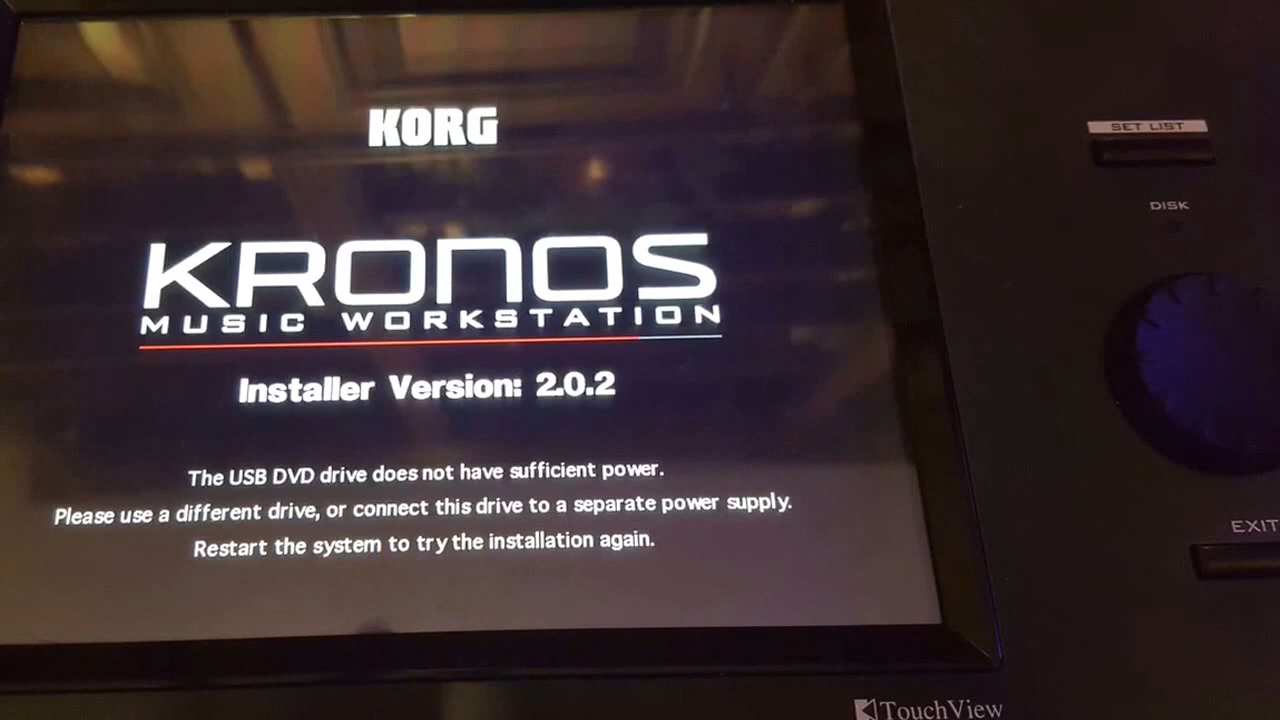 KORG
KRONOS
MUSIC WORKSTATION
Installer Version: 2.0.2
The USB DVD drive does not have sufficient power.
Please use a different drive, or connect this drive to a separate power supply.
Restart the system to try the installation again.
SET LIST
DISK
EXIT
TouchView